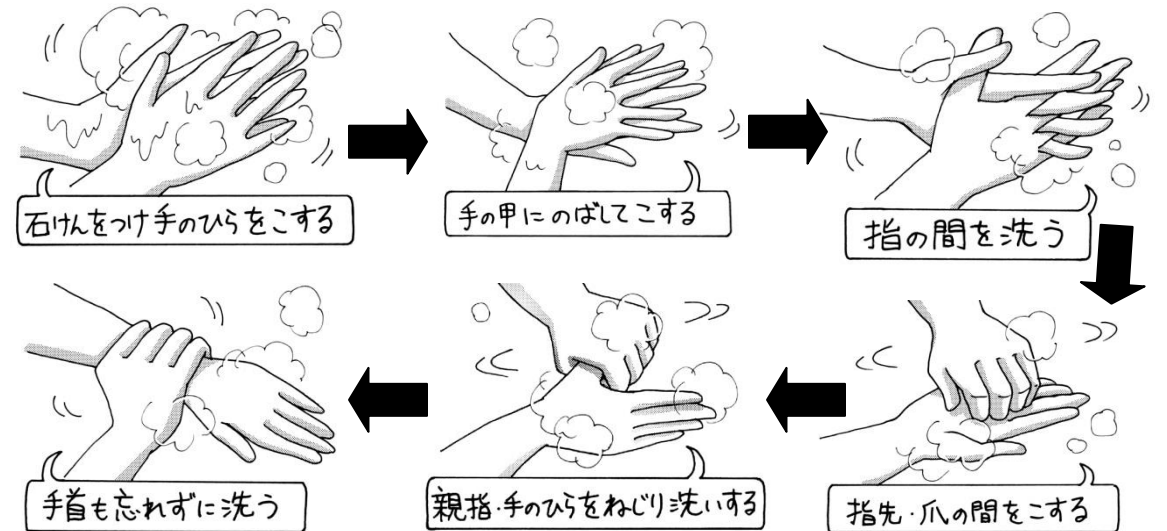 石けんをつけ手のひらをこする
手の甲にのばしてこする
指の間を洗う
指先・爪の間をこする
親指・手のひらをねじり洗いする
手首も忘れずに洗う